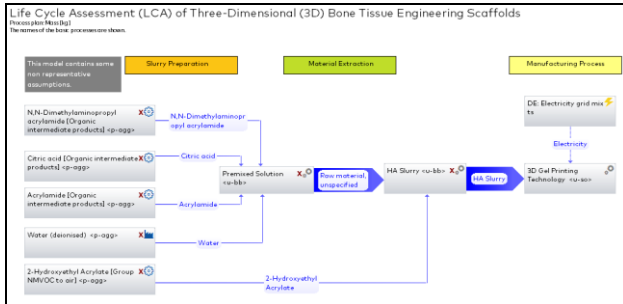 Life Cycle Assessment (LCA) of Three-Dimensional (3D) Bone Tissue Engineering Scaffolds
Process plan: Mass [kg]
The names of the basic processes are shown.
This model contains some
non representative
assumptions.
Slurry Preparation
Material Extraction
Manufacturing Process
N,N-Dimethylaminopropyl
acrylamide [Organic
intermediate products] <p-agg>
N,N-Dimethylaminopr
opyl acrylamide
DE: Electricity grid mix
ts
Electricity
Citric acid [Organic intermediate
products] <p-agg>
Citric acid
Premised Solution
<u-bb>
Raw material,
unspecified
HA Slurry <u-bb>
HA Slurry
3D Gel Printing
Technology <u-so>
Acrylamide [Organic
intermediate products] <p-agg>
Acrylamide
Water (deionised) <p-agg>
Water
2-Hydroxyethyl Acrylate [Group
NMVOC to air] <p-agg>
2-Hydroxyethyl
Acrylate